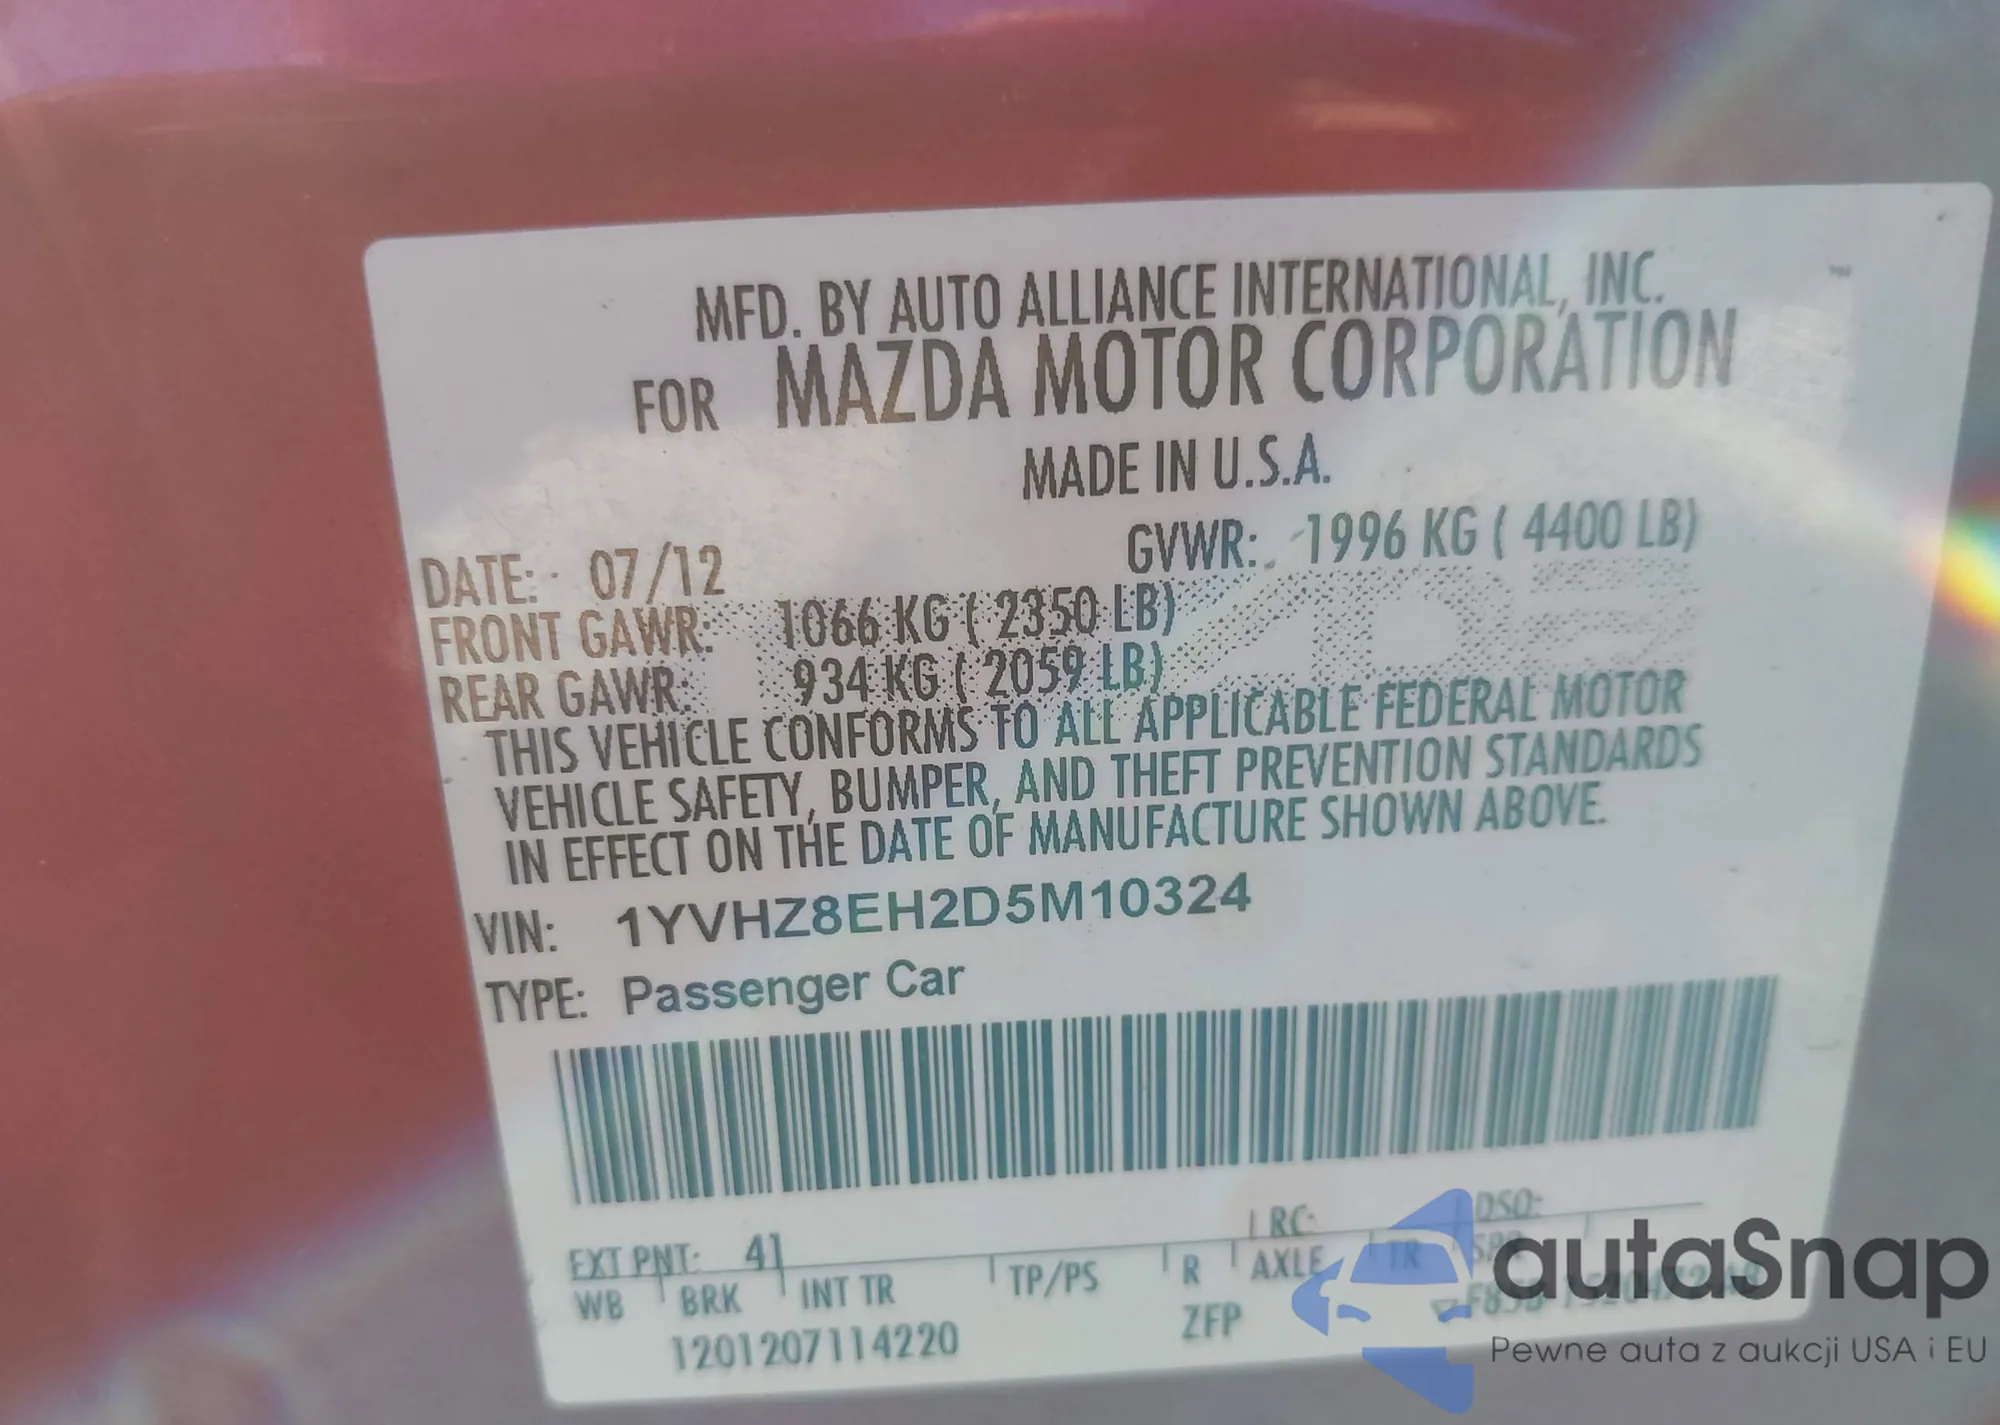 MFD. BY AUTO ALLIANCE INTERNATIONAL, INC.
FOR MAZDA MOTOR CORPORATION
MADE IN U.S.A.
DATE: 07/12 GVWR: 1996 KG ( 4400 LB)
FRONT GAWR: 1066 KG ( 2350 LB)
REAR GAWR: 934 KG ( 2059 LB)
THIS VEHICLE CONFORMS TO ALL APPLICABLE FEDERAL MOTOR
VEHICLE SAFETY, BUMPER, AND THEFT PREVENTION STANDARDS
IN EFFECT ON THE DATE OF MANUFACTURE SHOWN ABOVE.
VIN: 1YVHZ8EH2D5M10324
TYPE: Passenger Car
EXT PNT: 41 RC: DSO:
WB BRK INT TR TP/PS R AXLE TR SPR
1201207114220 ZFP
autaSnap
Pewne auta z aukcji USA i EU